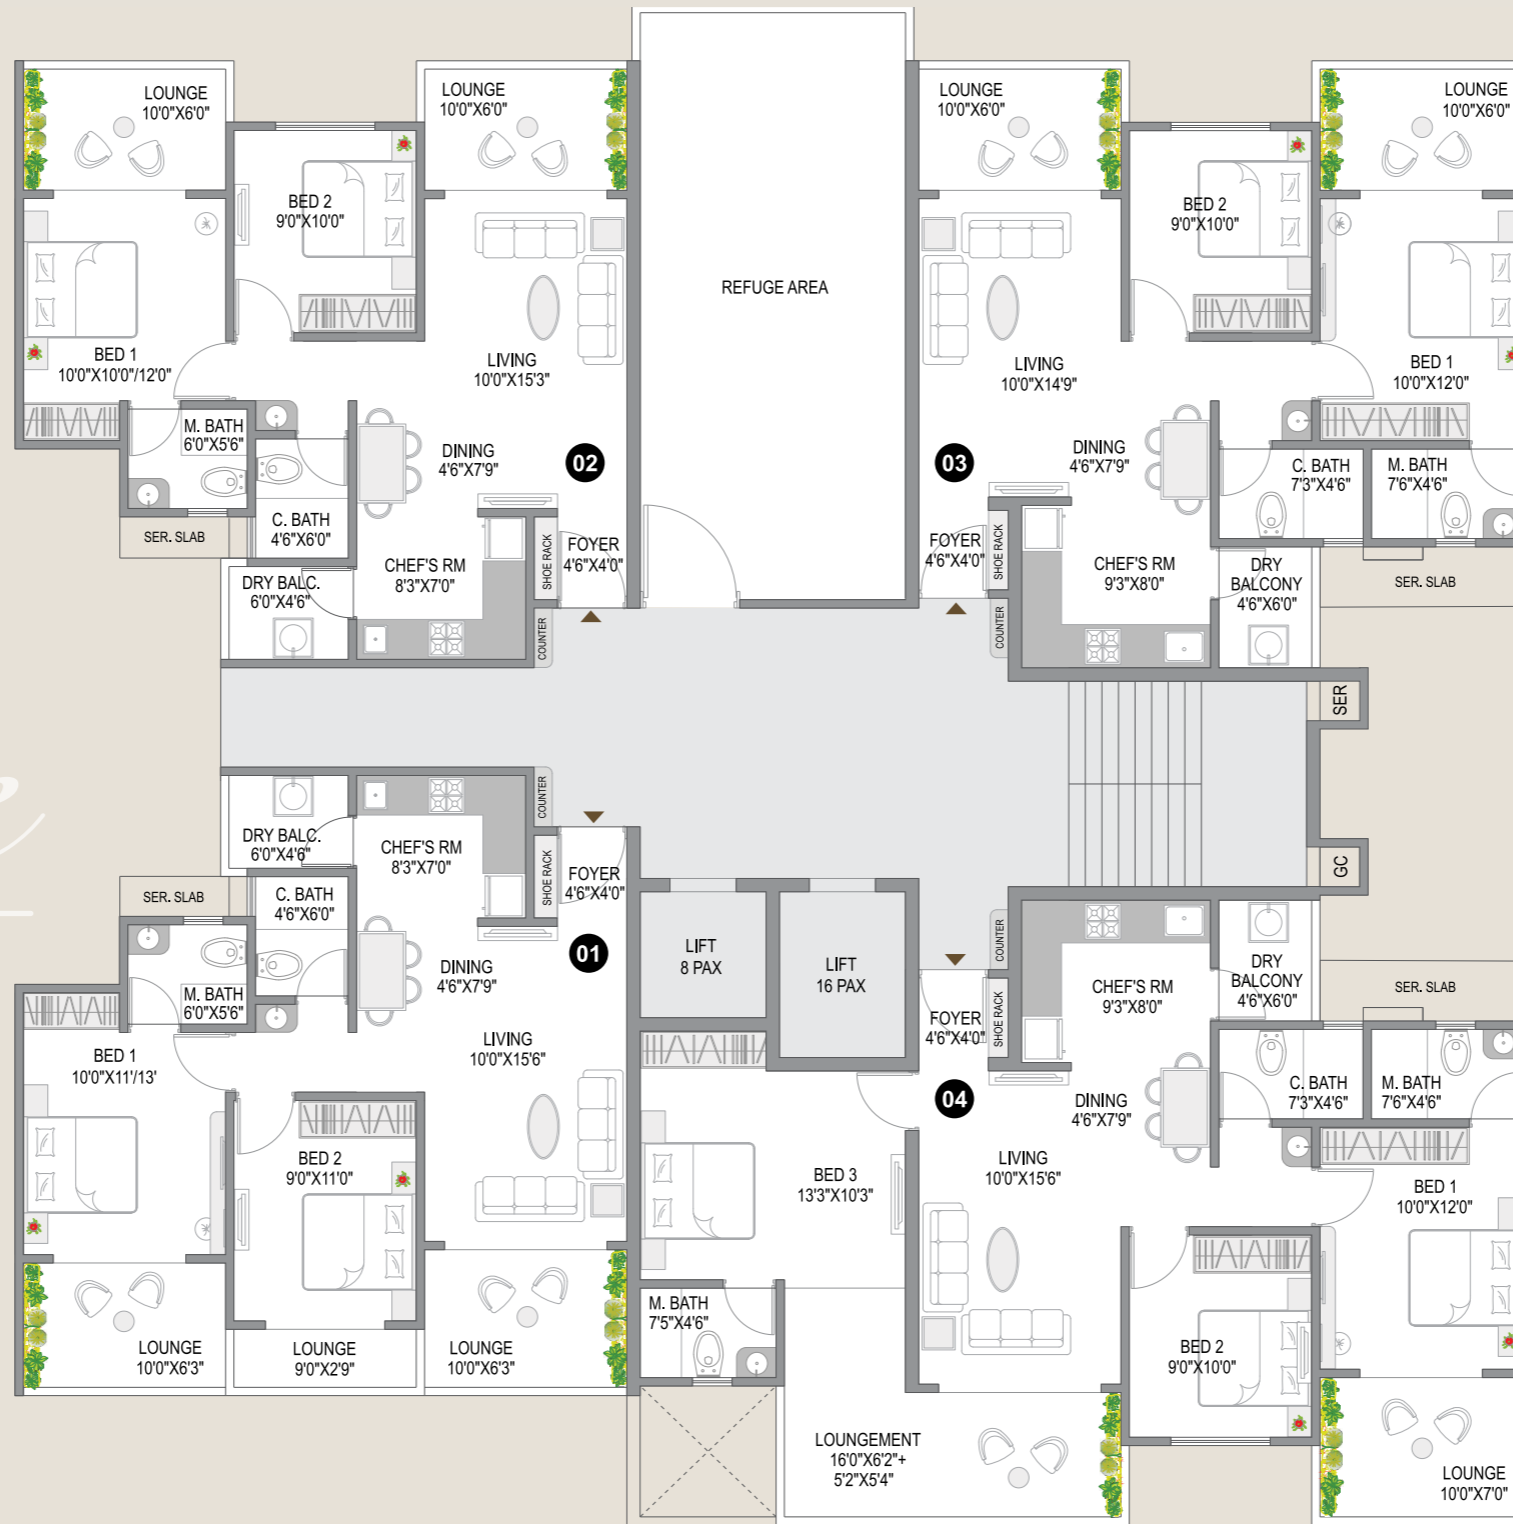 LOUNGE
10'0"X6'0"
LOUNGE
10'0"X6'0"
LOUNGE
10'0"X6'0"
LOUNGE
10'0"X6'0"
BED 2
9'0"X10'0"
BED 2
9'0"X10'0"
REFUGE AREA
BED 1
10'0"X10'0"/12'0"
LIVING
10'0"X15'3"
LIVING
10'0"X14'9"
BED 1
10'0"X12'0"
M. BATH
6'0"X5'6"
DINING
4'6"X7'9"
02
03
DINING
4'6"X7'9"
C. BATH
7'3"X4'6"
M. BATH
7'6"X4'6"
SER. SLAB
C. BATH
4'6"X6'0"
CHEF'S RM
8'3"X7'0"
SHOE RACK
FOYER
4'6"X4'0"
FOYER
4'6"X4'0"
SHOE RACK
CHEF'S RM
9'3"X8'0"
DRY
BALCONY
4'6"X6'0"
SER. SLAB
DRY BALC.
6'0"X4'6"
COUNTER
COUNTER
SER
COUNTER
GC
DRY BALC.
6'0"X4'6"
CHEF'S RM
8'3"X7'0"
SHOE RACK
FOYER
4'6"X4'0"
SER. SLAB
C. BATH
4'6"X6'0"
M. BATH
6'0"X5'6"
DINING
4'6"X7'9"
01
LIFT
8 PAX
LIFT
16 PAX
COUNTER
FOYER
4'6"X4'0"
SHOE RACK
CHEF'S RM
9'3"X8'0"
DRY
BALCONY
4'6"X6'0"
SER. SLAB
BED 1
10'0"X11'/13'
LIVING
10'0"X15'6"
04
DINING
4'6"X7'9"
C. BATH
7'3"X4'6"
M. BATH
7'6"X4'6"
BED 2
9'0"X11'0"
BED 3
13'3"X10'3"
LIVING
10'0"X15'6"
BED 1
10'0"X12'0"
M. BATH
7'5"X4'6"
LOUNGE
10'0"X6'3"
LOUNGE
9'0"X2'9"
LOUNGE
10'0"X6'3"
BED 2
9'0"X10'0"
LOUNGEMENT
16'0"X6'2"+
5'2"X5'4"
LOUNGE
10'0"X7'0"